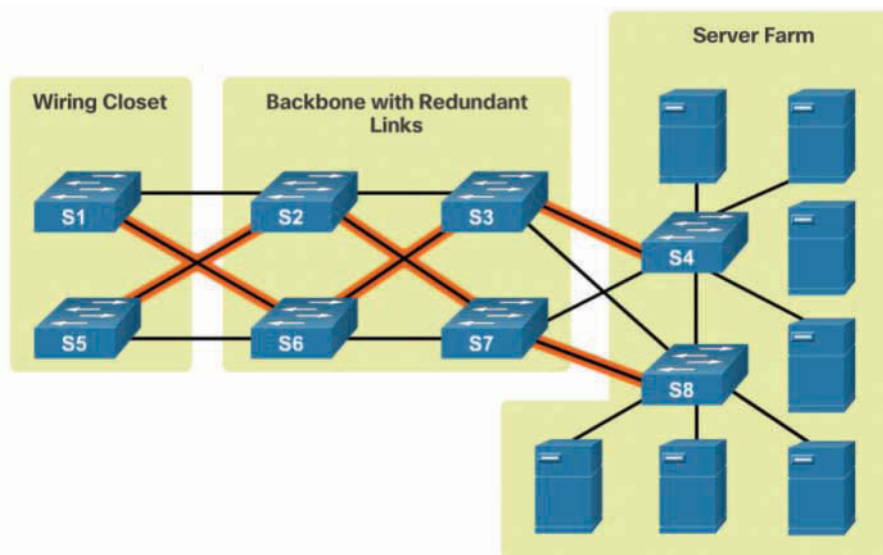 Server Farm
Wiring Closet
Backbone with Redundant
Links
S1
S2
S3
S4
S5
S6
S7
S8